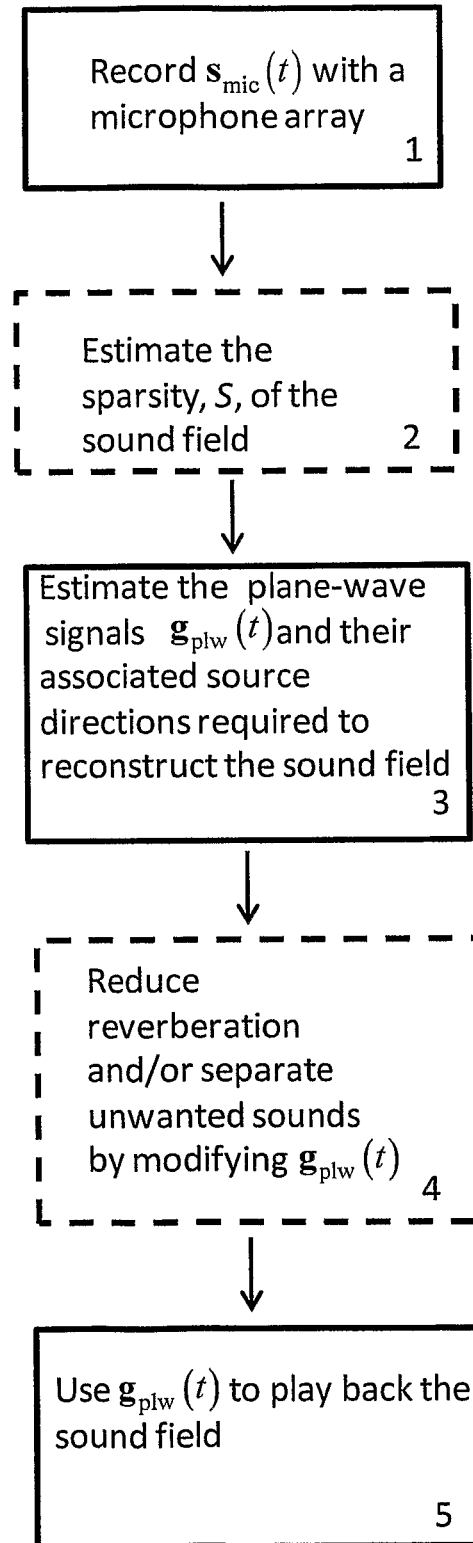 Record s_mic(t) with a
microphone array
1
Estimate the
sparsity, S, of the
sound field
2
Estimate the plane-wave
signals g_plw(t) and their
associated source
directions required to
reconstruct the sound field
3
Reduce
reverberation
and/or separate
unwanted sounds
by modifying g_plw(t)
4
Use g_plw(t) to play back the
sound field
5